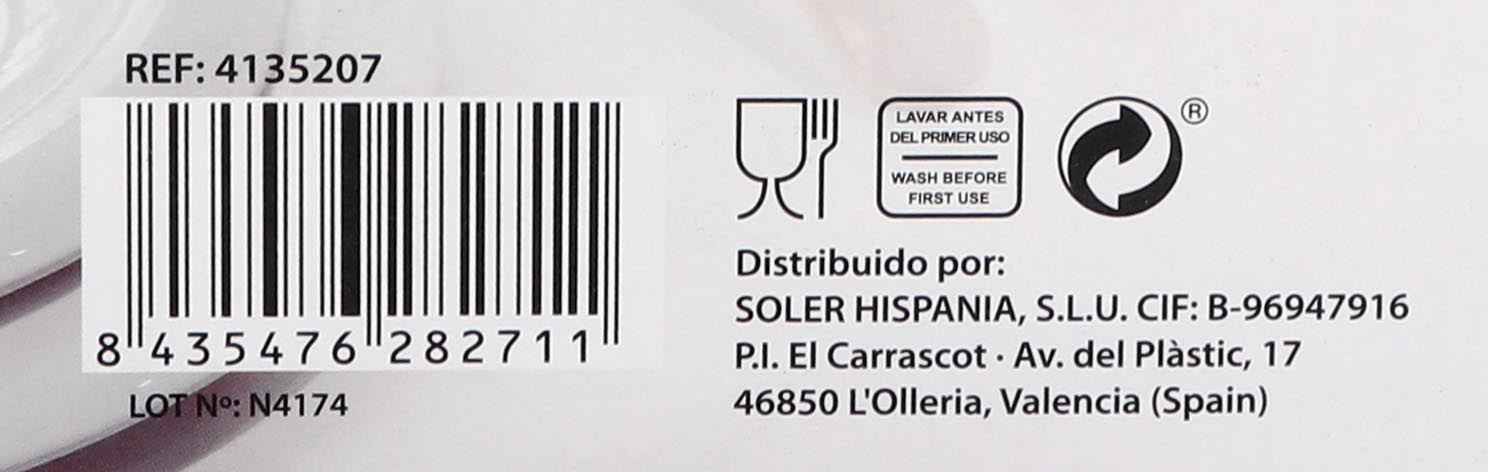 REF: 4135207
8 435476 282711
LOT Nº: N4174
LAVAR ANTES
DEL PRIMER USO
WASH BEFORE
FIRST USE
®
Distribuido por:
SOLER HISPANIA, S.L.U. CIF: B-96947916
P.I. El Carrascot · Av. del Plàstic, 17
46850 L'Olleria, Valencia (Spain)